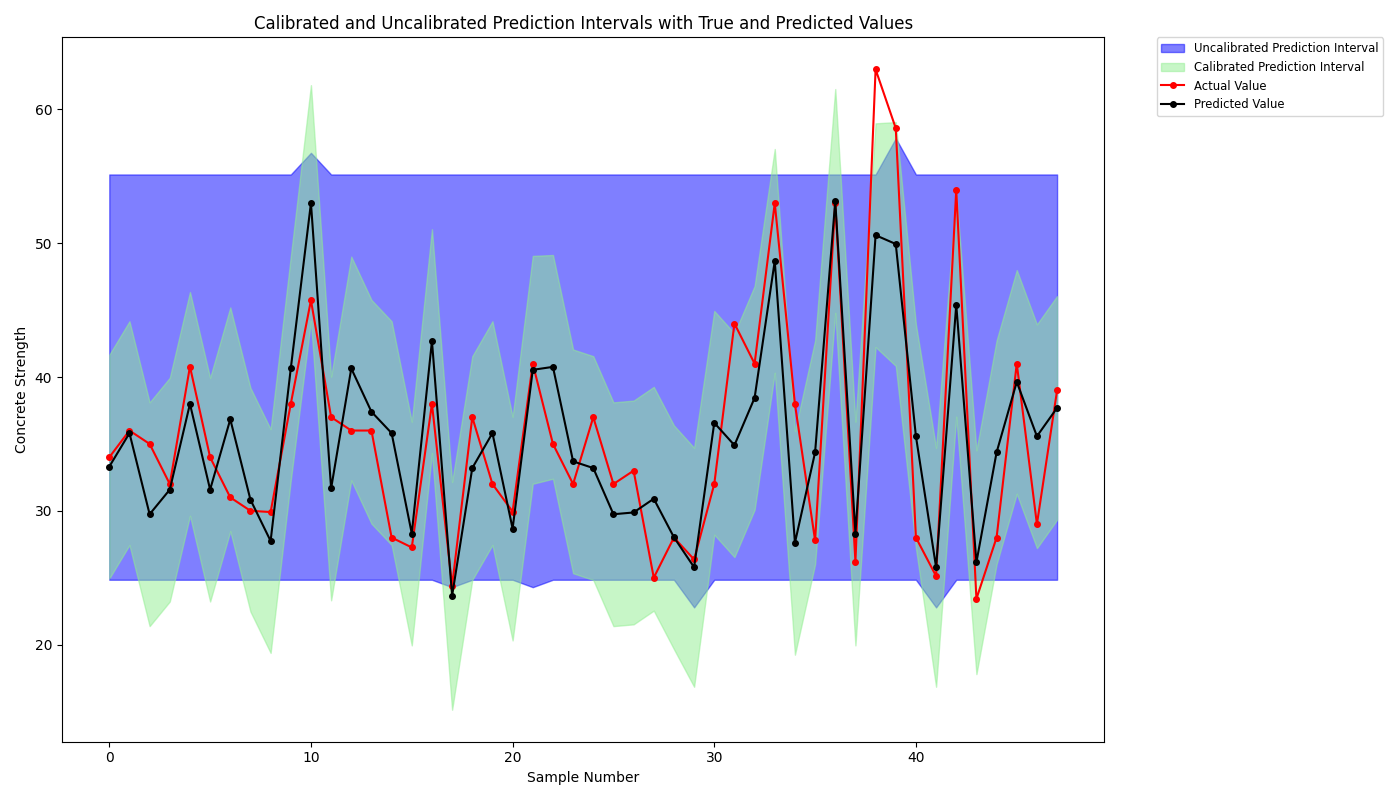 Calibrated and Uncalibrated Prediction Intervals with True and Predicted Values
Uncalibrated Prediction Interval
Calibrated Prediction Interval
Actual Value
Predicted Value
Concrete Strength
60
50
40
30
20
0 10 20 30 40
Sample Number